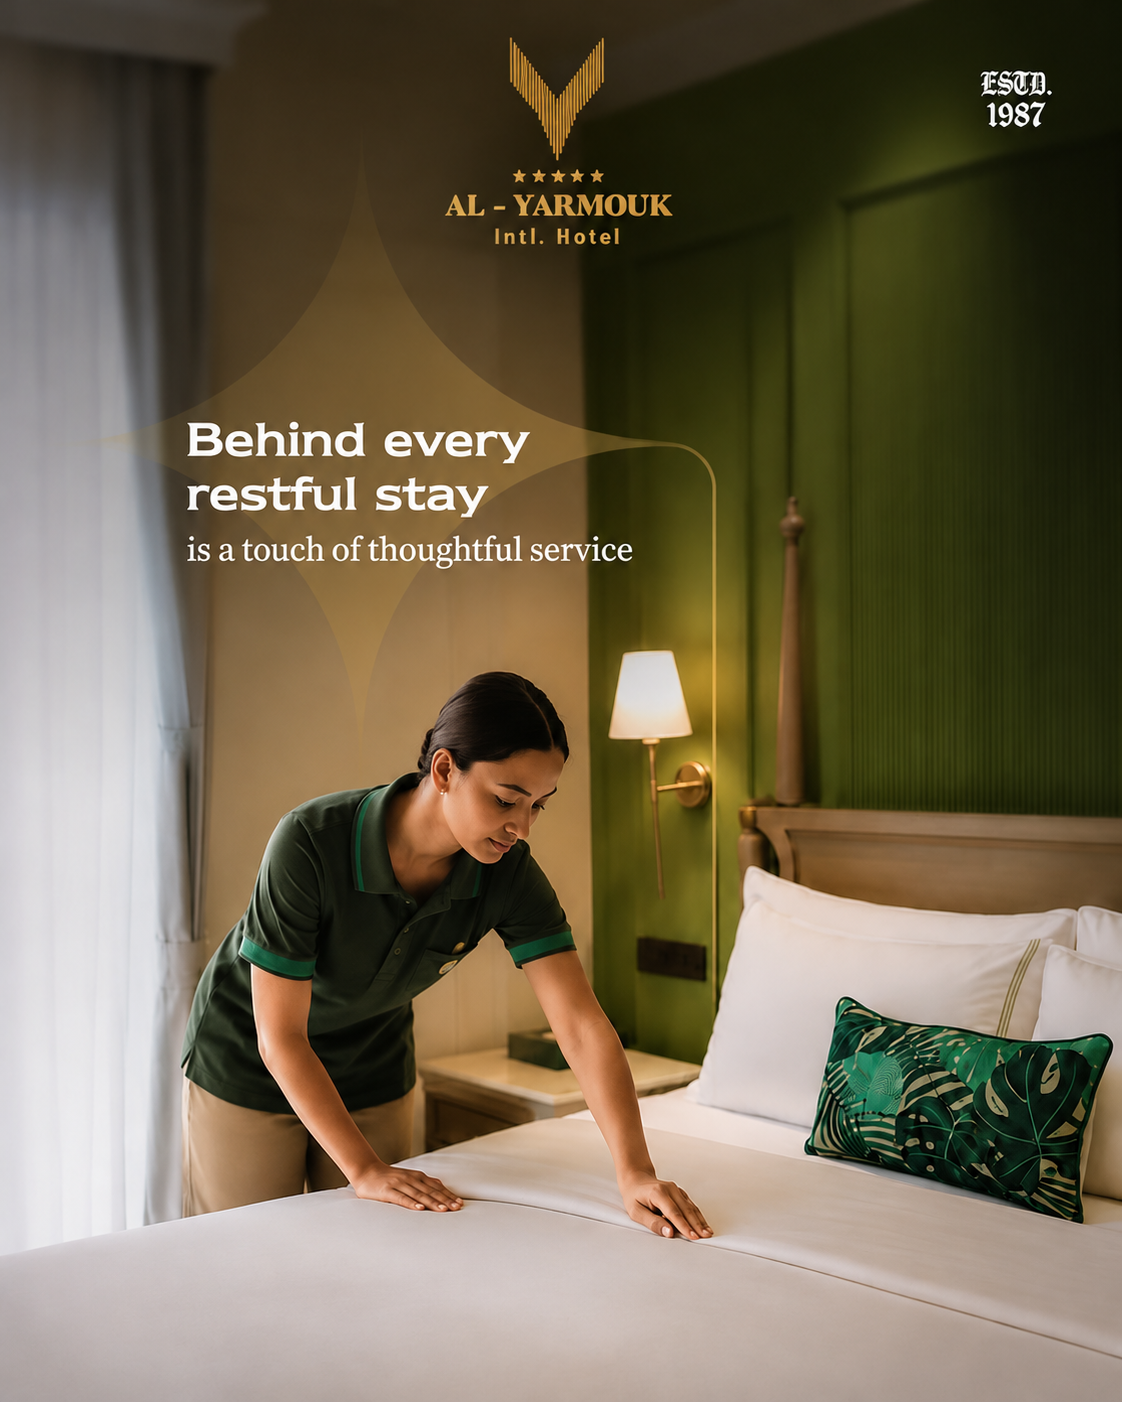 ESTD.
1987
AL - YARMOUK
Intl. Hotel
Behind every
restful stay
is a touch of thoughtful service